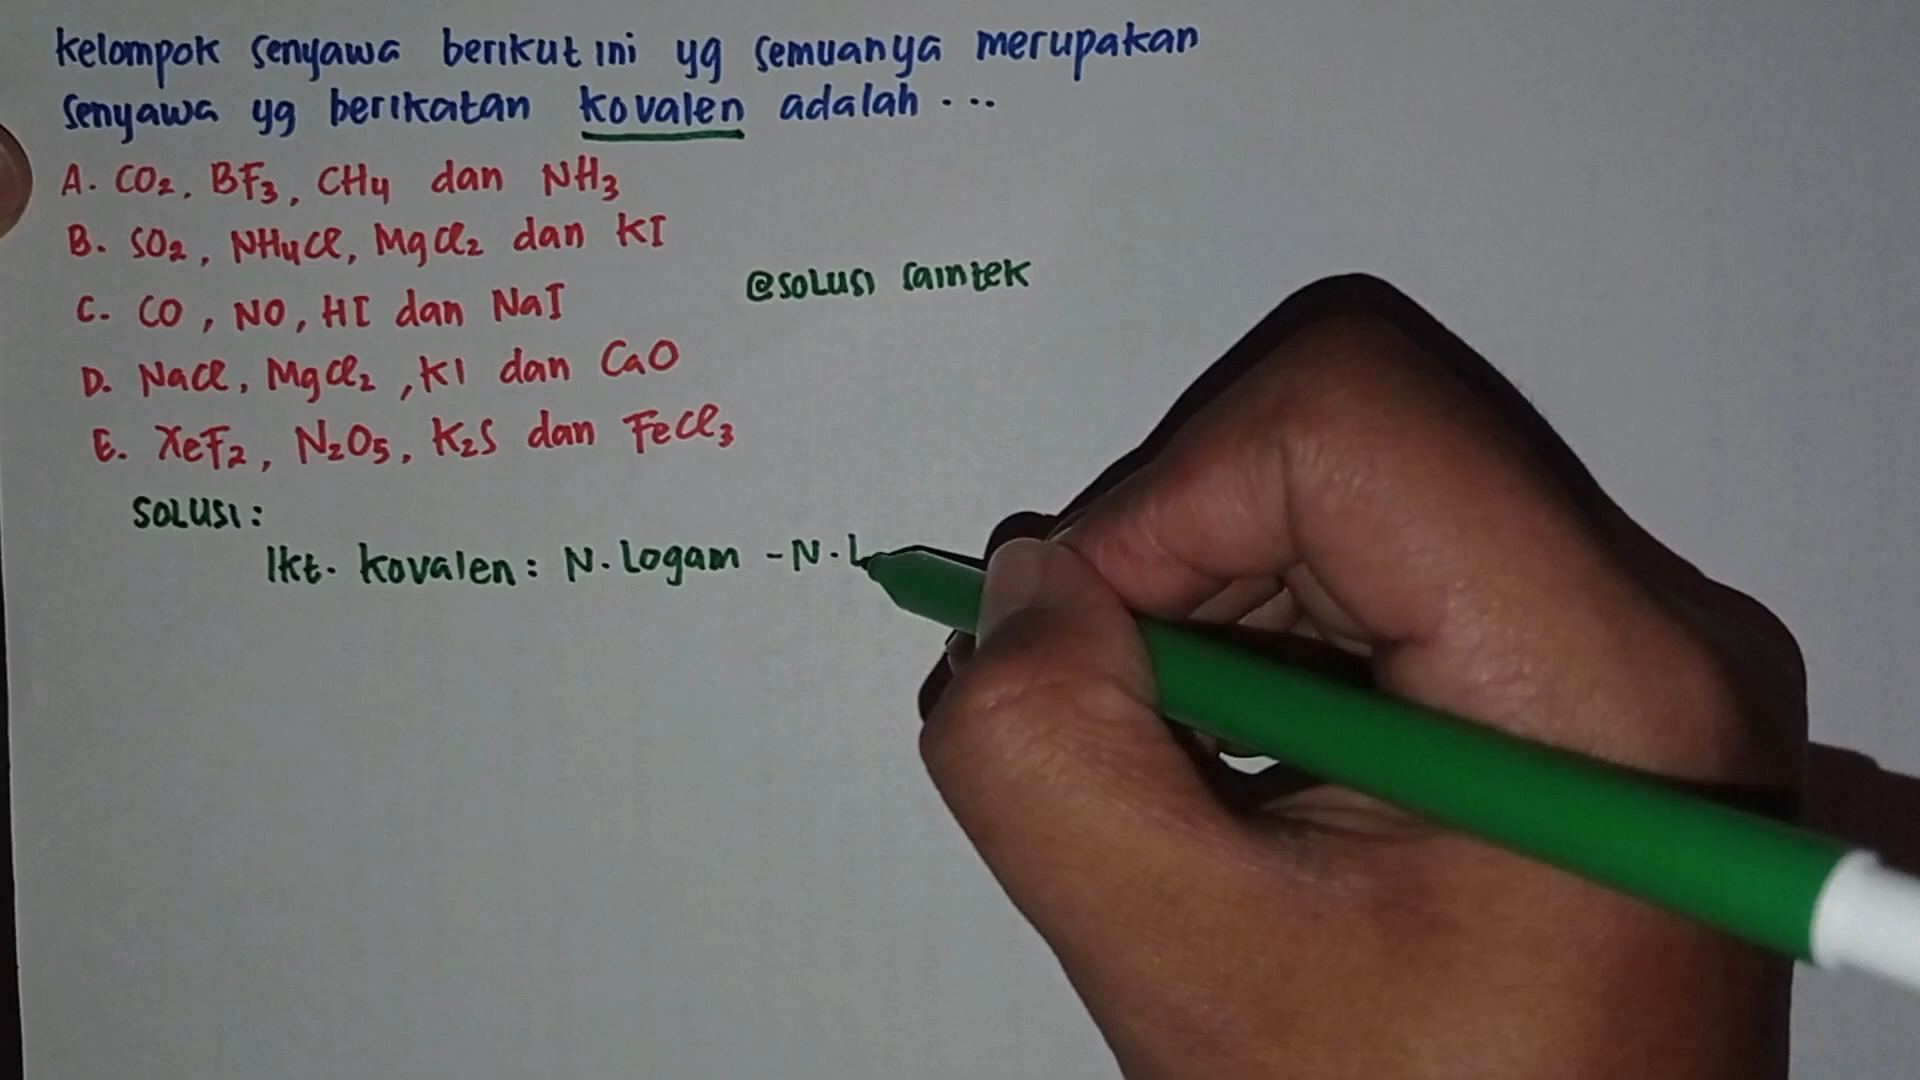 kelompok senyawa berikut ini yg semuanya merupakan
senyawa yg berikatan kovalen adalah ...
A. CO₂, BF₃, CH₄ dan NH₃
B. SO₂, NH₄Cl, MgCl₂ dan KI
C. CO, NO, HI dan NaI
D. NaCl, MgCl₂, KI dan CaO
E. XeF₂, N₂O₅, K₂S dan FeCl₃
@solusi saintek
SOLUSI:
Ikt. kovalen: N. Logam - N. L